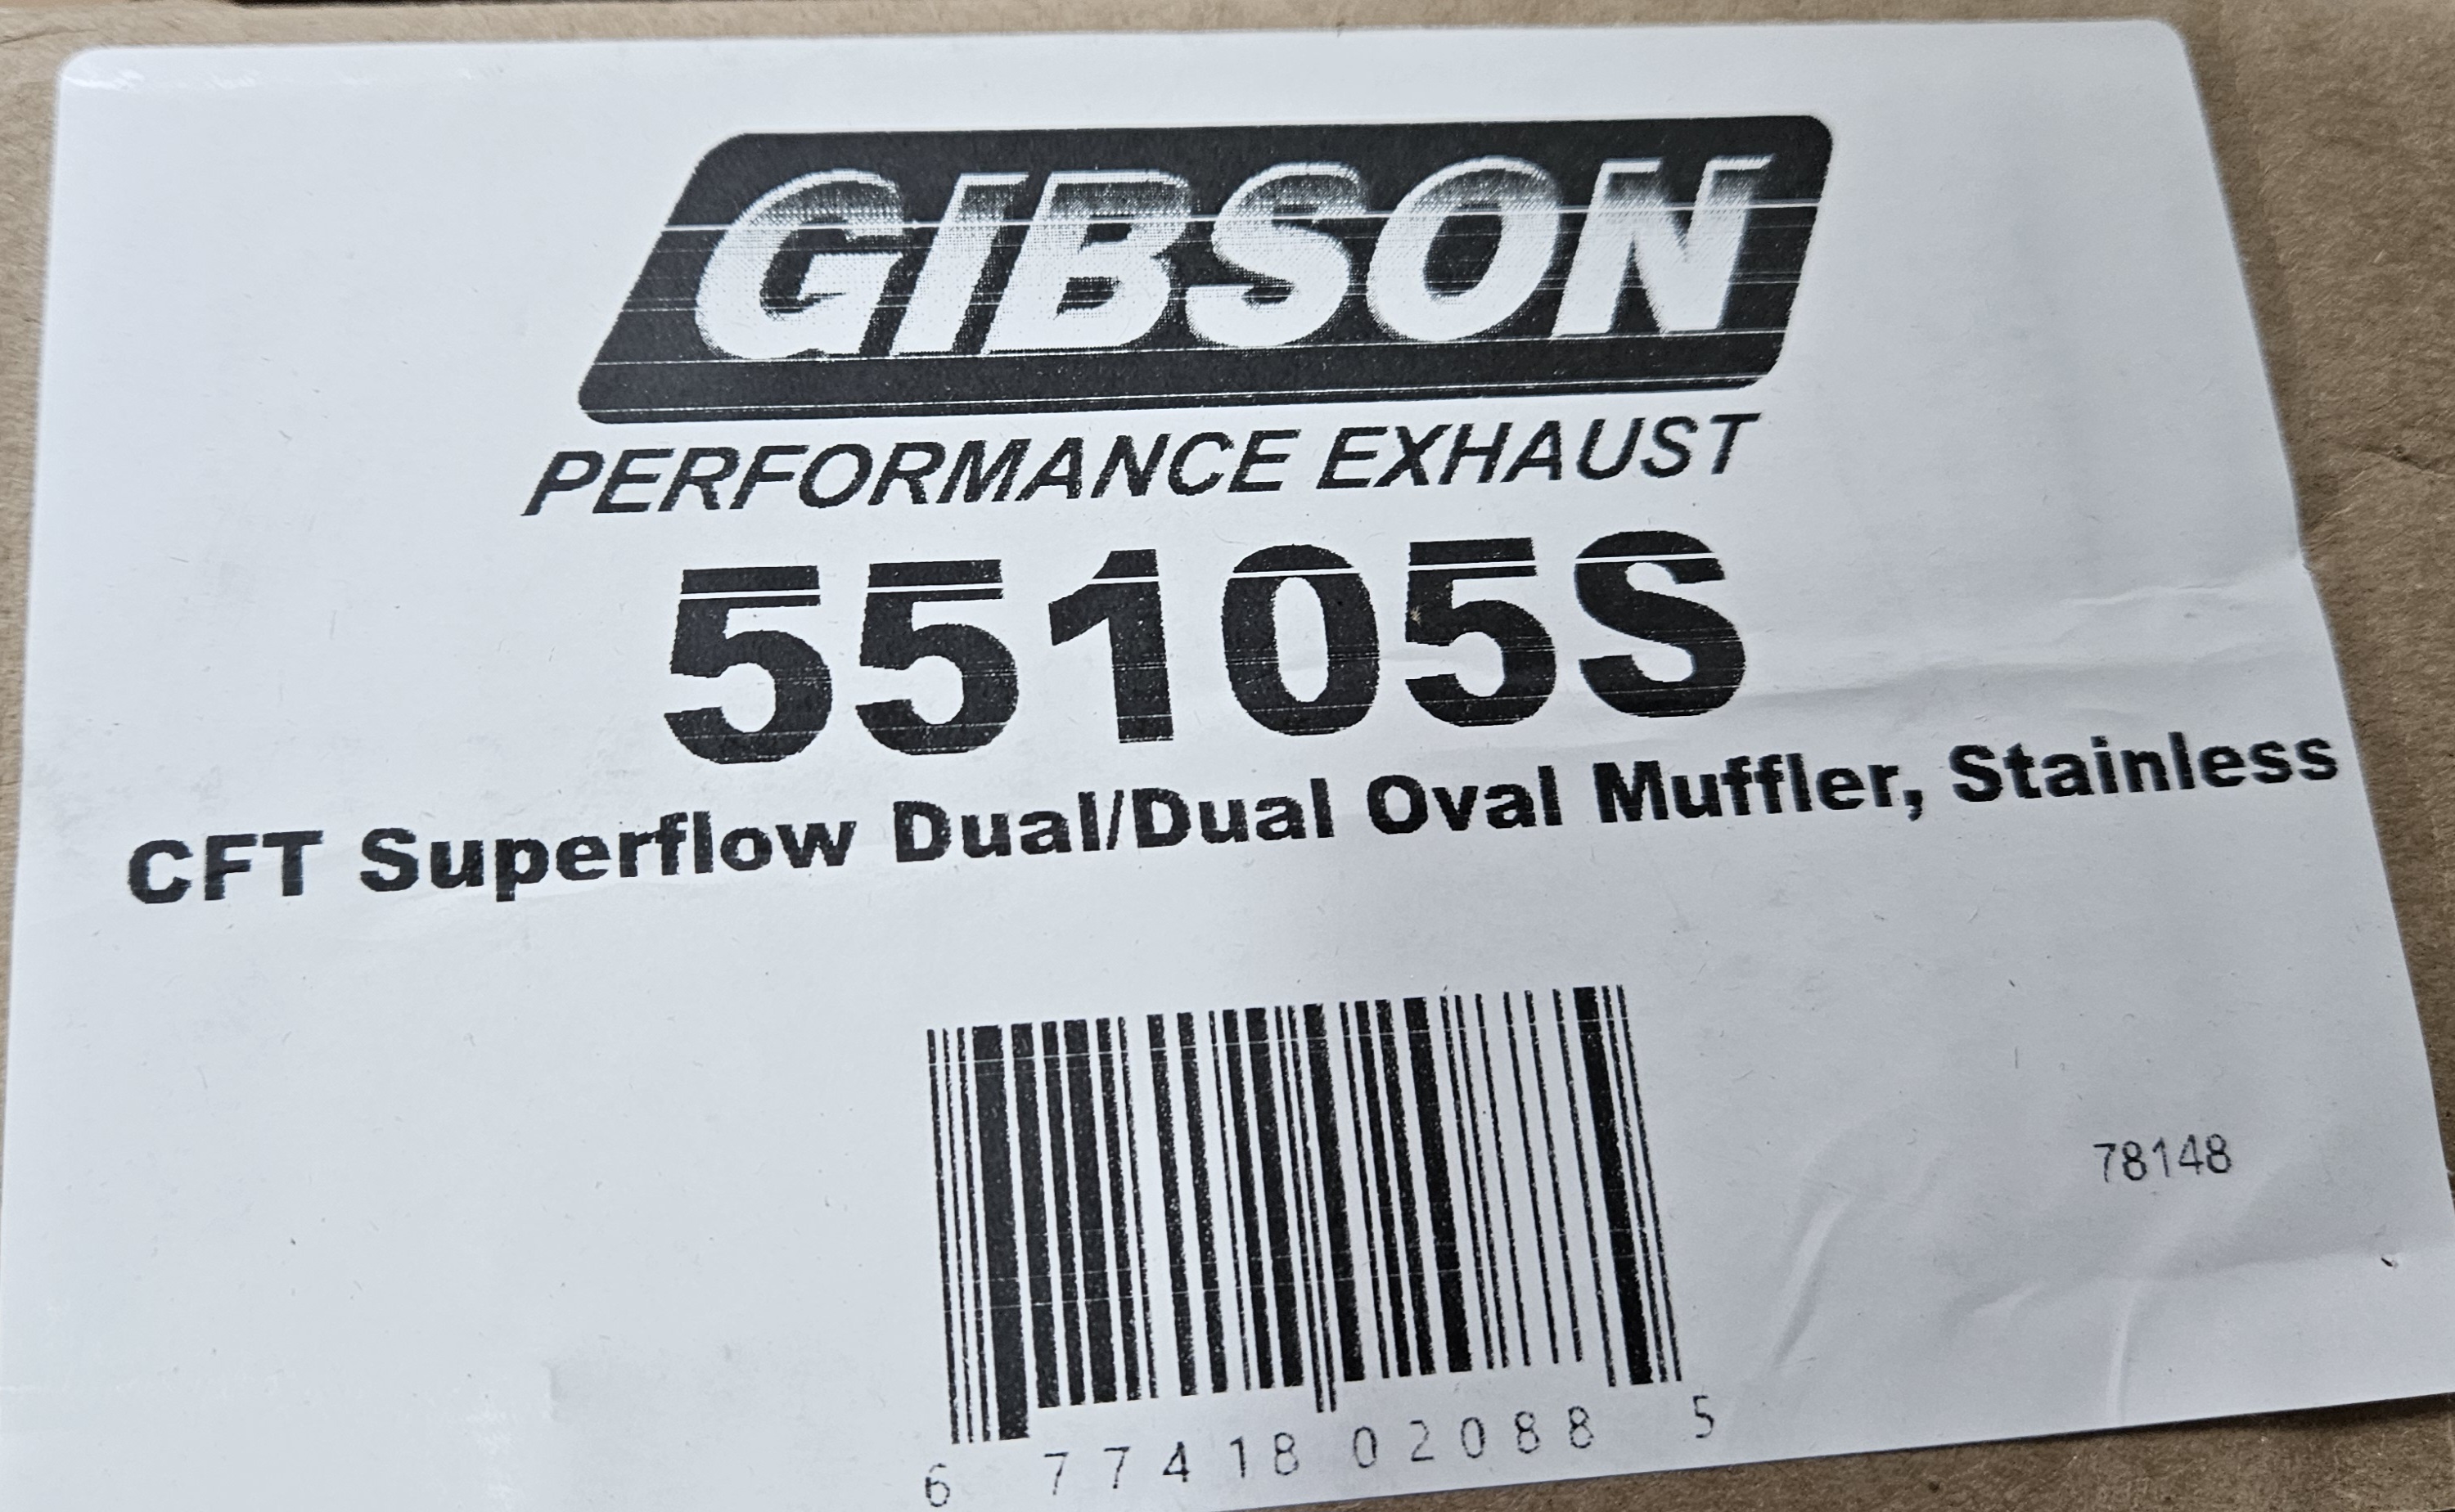 GIBSON
PERFORMANCE EXHAUST
55105S
CFT Superflow Dual/Dual Oval Muffler, Stainless
78148
6 77418 02088 5